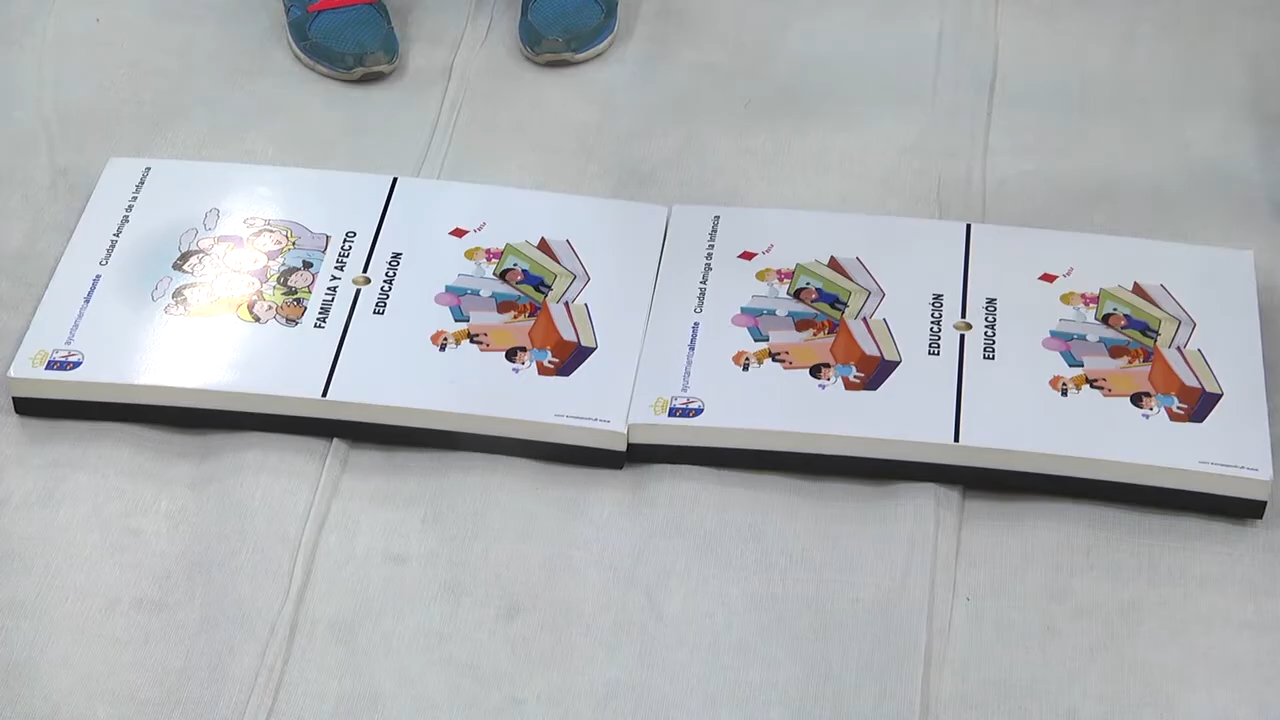 ayuntamientoalmonte Ciudad Amiga de la Infancia
FAMILIA Y AFECTO
EDUCACIÓN
ayuntamientoalmonte Ciudad Amiga de la Infancia
EDUCACIÓN
EDUCACIÓN